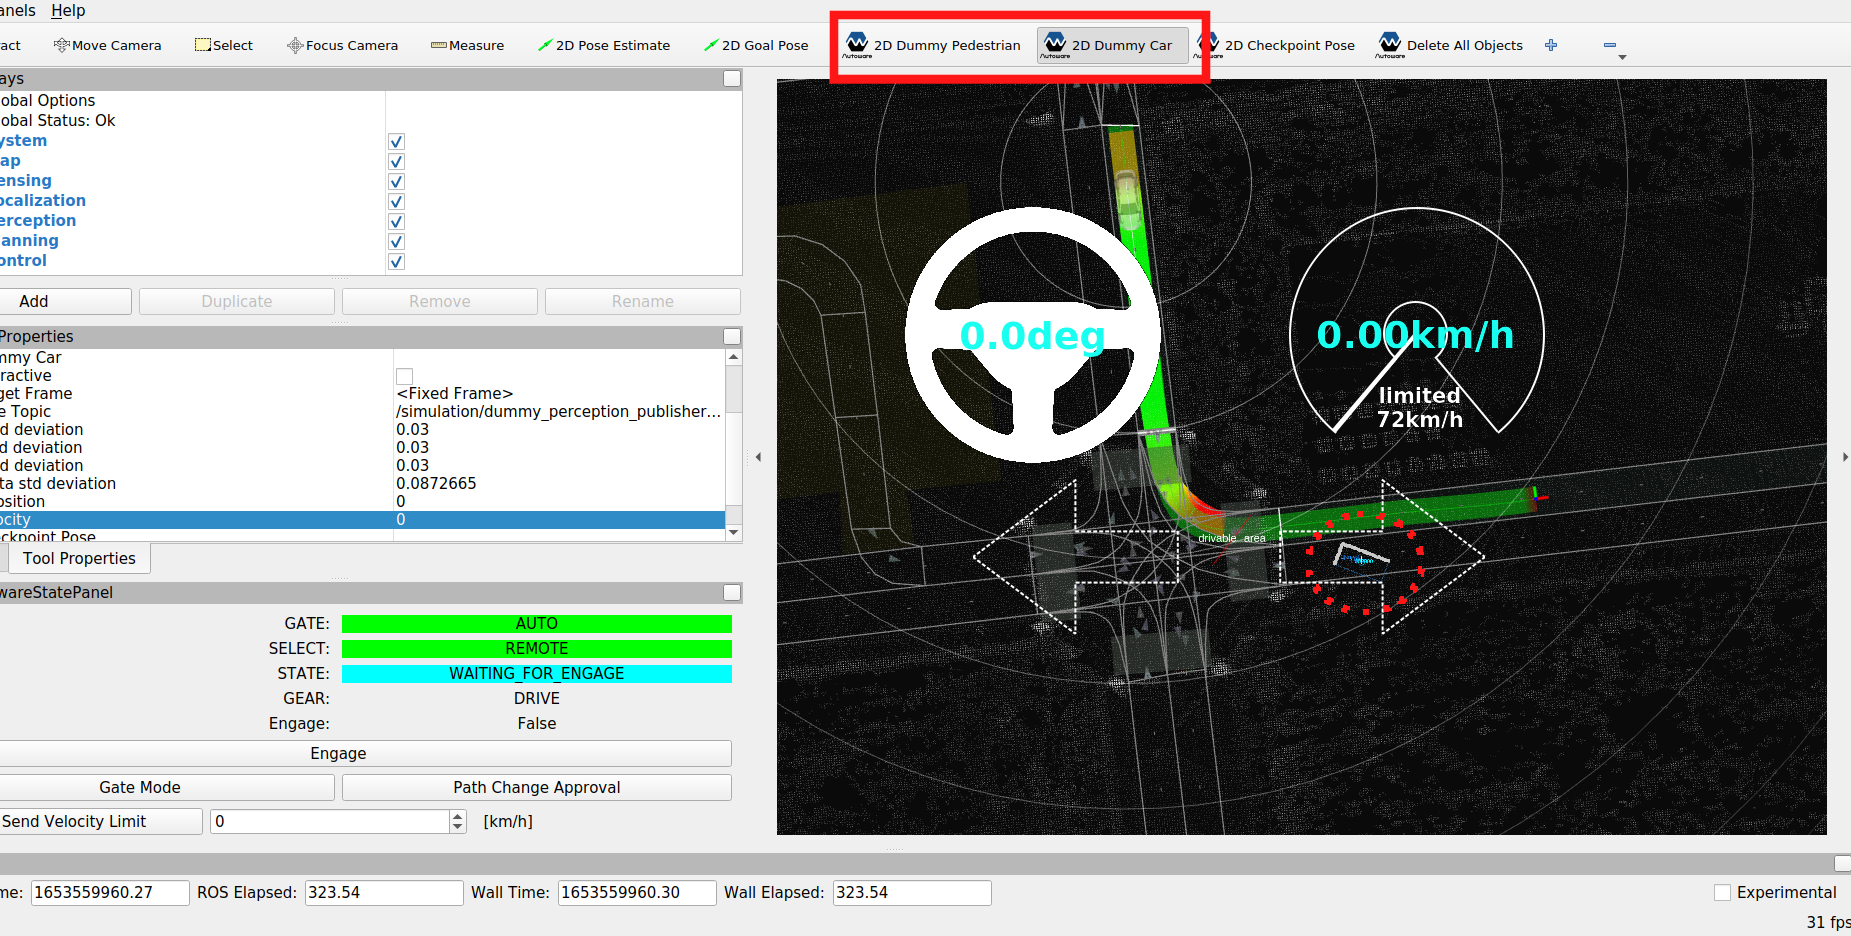 anels Help
ract Move Camera Select Focus Camera Measure 2D Pose Estimate 2D Goal Pose 2D Dummy Pedestrian 2D Dummy Car 2D Checkpoint Pose Delete All Objects
Autoware Autoware Autoware
ays
obal Options
obal Status: Ok
ystem
ap
ensing
ocalization
erception
anning
ontrol
Add Duplicate Remove Rename
Properties
mmy Car
ractive
get Frame <Fixed Frame>
e Topic /simulation/dummy_perception_publisher...
d deviation 0.03
d deviation 0.03
d deviation 0.03
ta std deviation 0.0872665
osition 0
ocity 0
eckpoint Pose
Tool Properties
wareStatePanel
GATE: AUTO
SELECT: REMOTE
STATE: WAITING_FOR_ENGAGE
GEAR: DRIVE
Engage: False
Engage
Gate Mode Path Change Approval
Send Velocity Limit 0 [km/h]
0.0deg
0.00km/h
limited
72km/h
drivable area
me: 1653559960.27 ROS Elapsed: 323.54 Wall Time: 1653559960.30 Wall Elapsed: 323.54 Experimental
31 fps